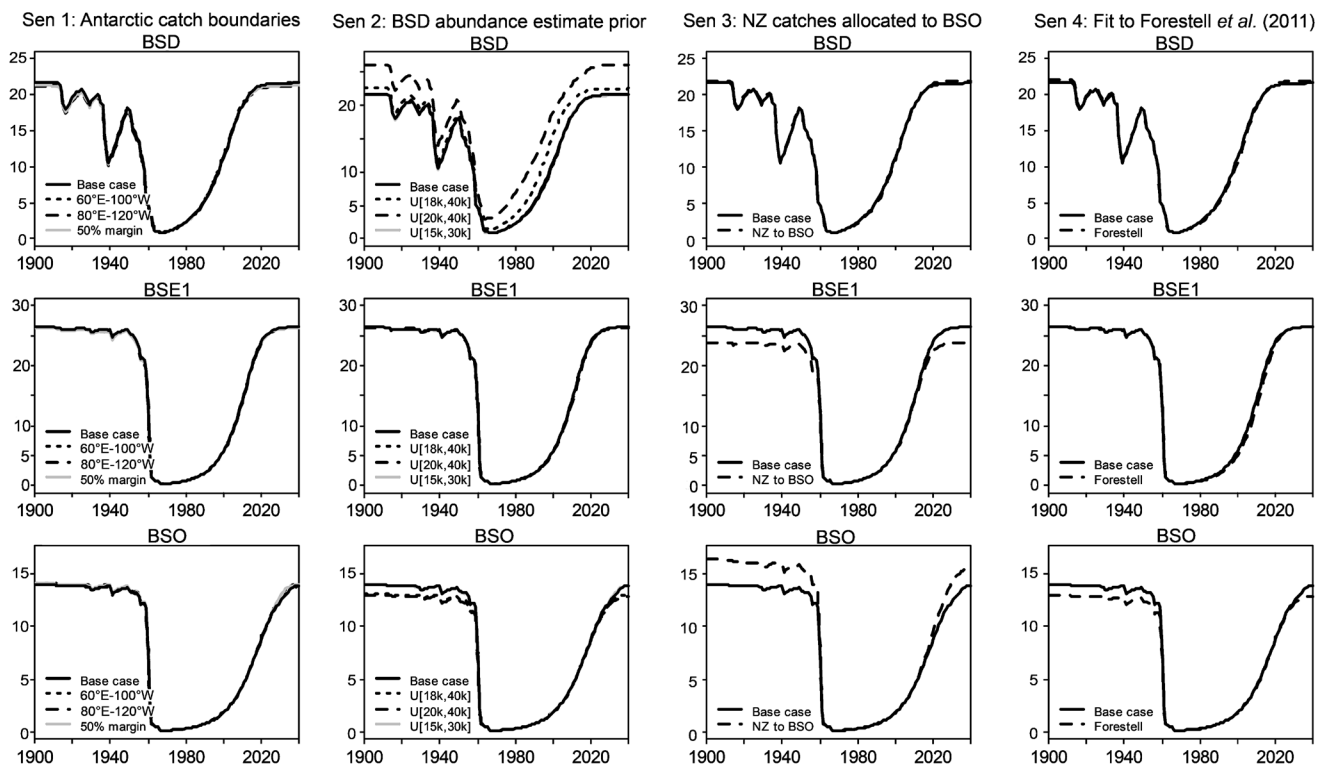 Sen 1: Antarctic catch boundaries
Sen 2: BSD abundance estimate prior
Sen 3: NZ catches allocated to BSO
Sen 4: Fit to Forestell et al. (2011)
BSD
25
20
15
10
5
0
Base case
60°E-100°W
80°E-120°W
50% margin
1900 1940 1980 2020
BSD
20
15
10
5
0
Base case
U[18k,40k]
U[20k,40k]
U[15k,30k]
1900 1940 1980 2020
BSD
25
20
15
10
5
0
Base case
NZ to BSO
1900 1940 1980 2020
BSD
25
20
15
10
5
0
Base case
Forestell
1900 1940 1980 2020
BSE1
30
25
20
15
10
5
0
Base case
60°E-100°W
80°E-120°W
50% margin
1900 1940 1980 2020
BSE1
30
20
15
10
5
0
Base case
U[18k,40k]
U[20k,40k]
U[15k,30k]
1900 1940 1980 2020
BSE1
30
20
15
10
5
0
Base case
NZ to BSO
1900 1940 1980 2020
BSE1
30
20
15
10
5
0
Base case
Forestell
1900 1940 1980 2020
BSO
15
10
5
0
Base case
60°E-100°W
80°E-120°W
50% margin
1900 1940 1980 2020
BSO
15
10
5
0
Base case
U[18k,40k]
U[20k,40k]
U[15k,30k]
1900 1940 1980 2020
BSO
15
10
5
0
Base case
NZ to BSO
1900 1940 1980 2020
BSO
15
10
5
0
Base case
Forestell
1900 1940 1980 2020